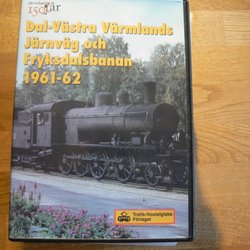 150 år
Dal-Västra Värmlands
Järnväg och
Fryksdalsbanan
1961-62
Trafik-Nostalgiska
Förlaget